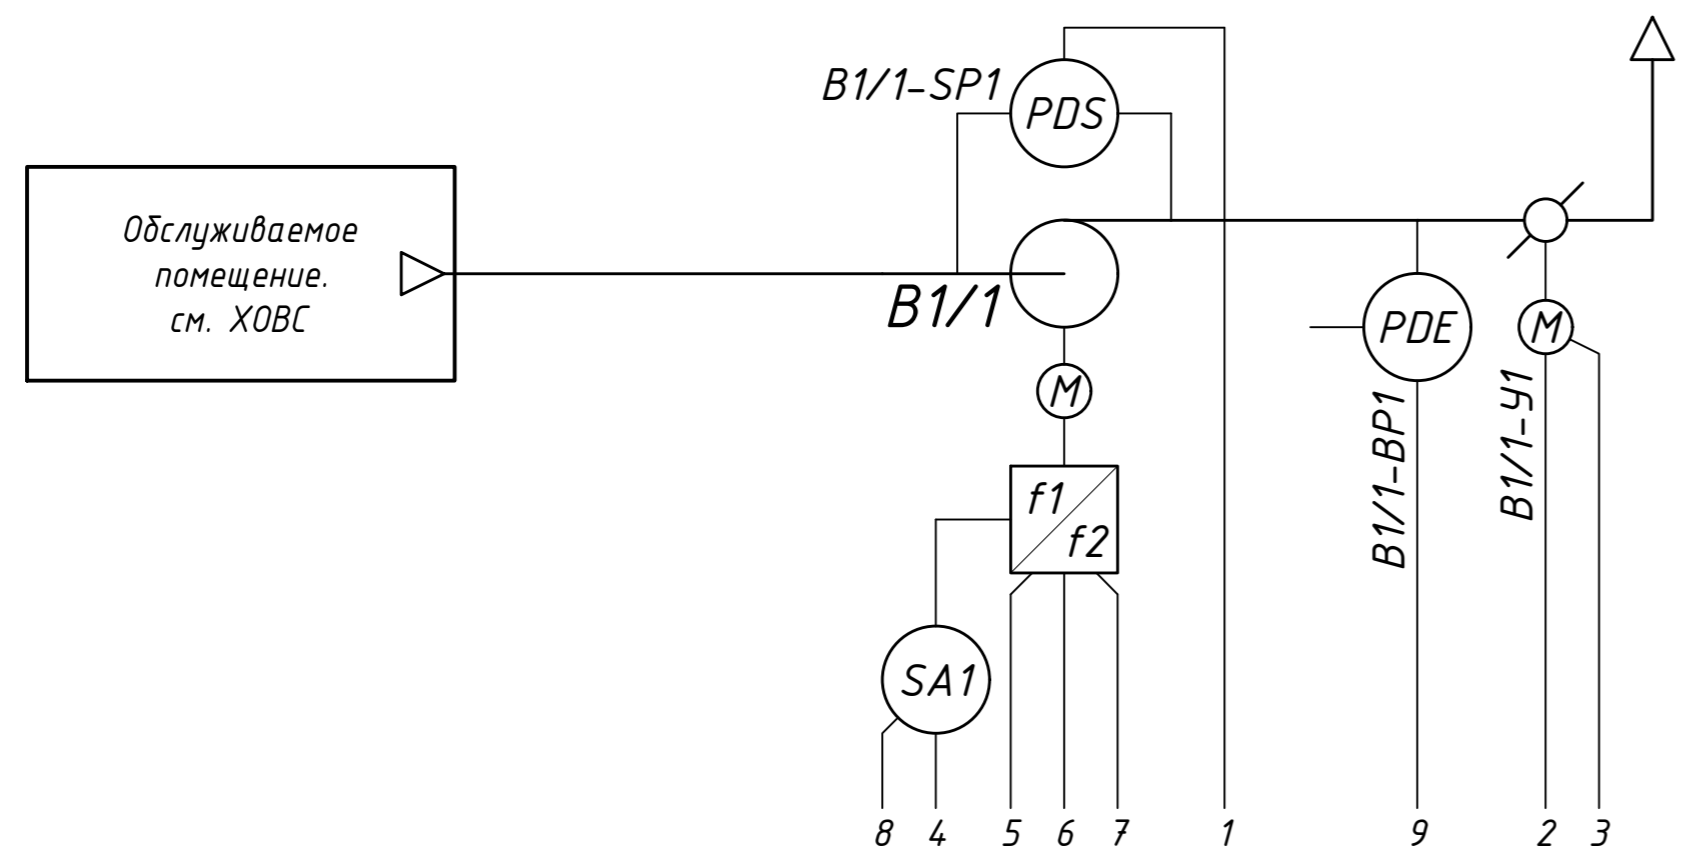 B1/1-SP1
PDS
Обслуживаемое
помещение.
см. ХОВС
B1/1
PDE
M
M
B1/1-BP1
B1/1-У1
f1
f2
SA1
8 4 5 6 7 1 9 2 3